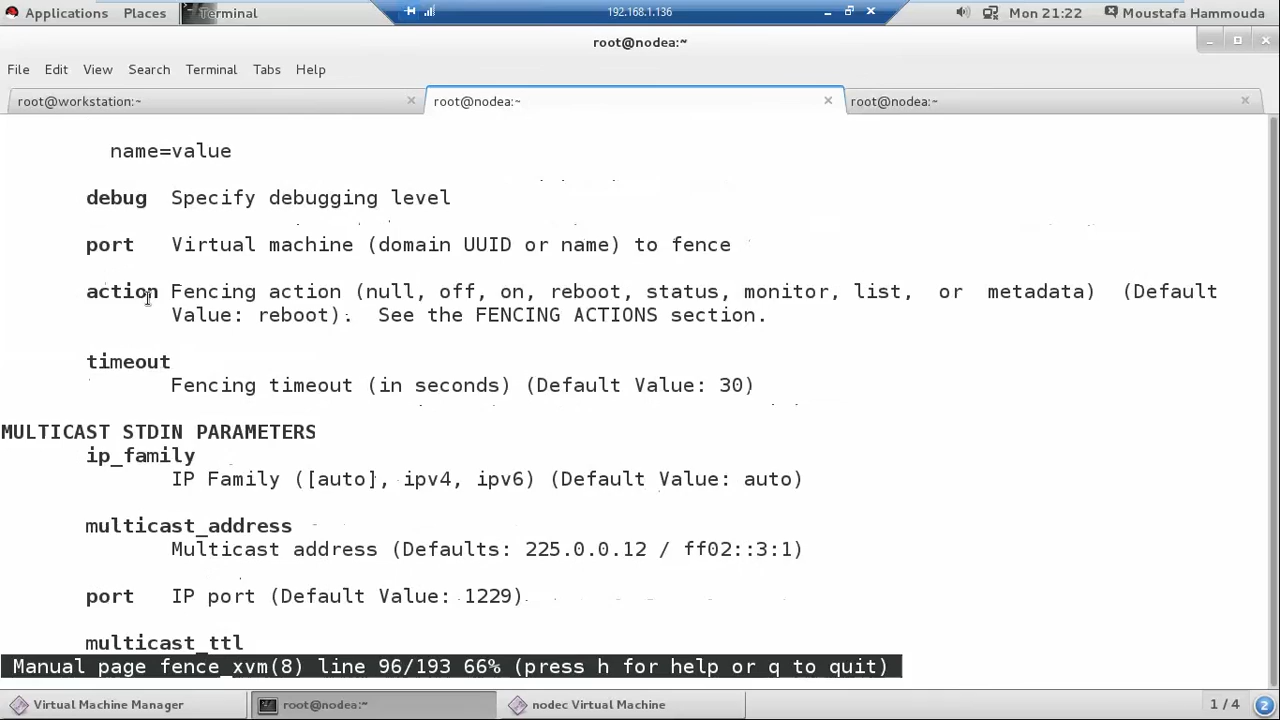 Applications Places Terminal 192.168.1.136 Mon 21:22 Moustafa Hammouda
root@nodea:~
File Edit View Search Terminal Tabs Help
root@workstation:~ root@nodea:~ root@nodea:~
name=value
debug Specify debugging level
port Virtual machine (domain UUID or name) to fence
action Fencing action (null, off, on, reboot, status, monitor, list, or metadata) (Default
Value: reboot). See the FENCING ACTIONS section.
timeout
Fencing timeout (in seconds) (Default Value: 30)
MULTICAST STDIN PARAMETERS
ip_family
IP Family ([auto], ipv4, ipv6) (Default Value: auto)
multicast_address
Multicast address (Defaults: 225.0.0.12 / ff02::3:1)
port IP port (Default Value: 1229)
multicast_ttl
Manual page fence_xvm(8) line 96/193 66% (press h for help or q to quit)
Virtual Machine Manager root@nodea:~ nodec Virtual Machine 1 / 4 2